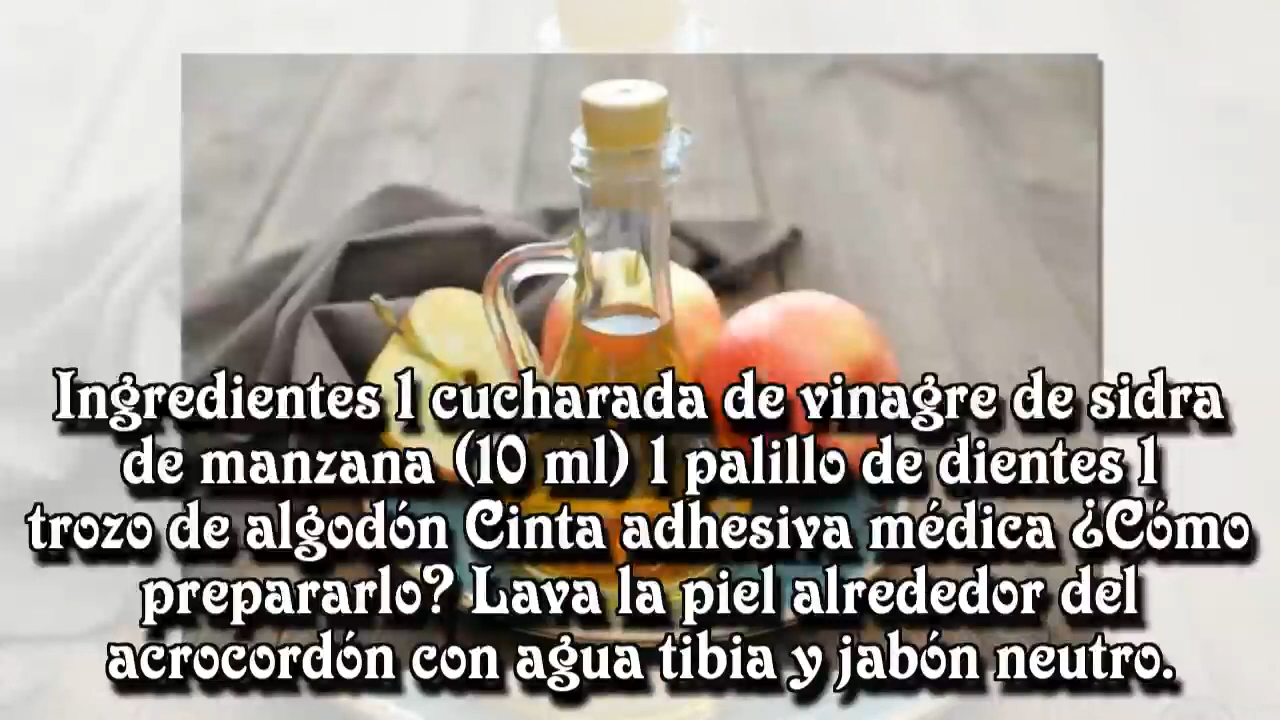 Ingredientes 1 cucharada de vinagre de sidra
de manzana (10 ml) 1 palillo de dientes 1
trozo de algodón Cinta adhesiva médica ¿Cómo
prepararlo? Lava la piel alrededor del
acrocordón con agua tibia y jabón neutro.